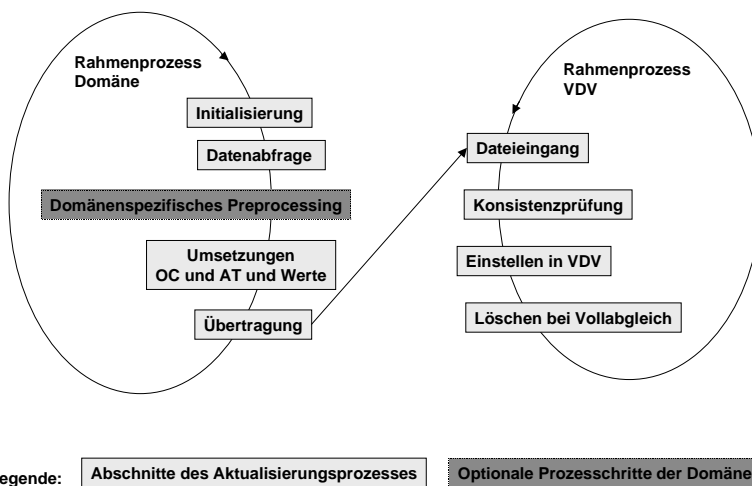 Rahmenprozess
Domäne
Initialisierung
Datenabfrage
Domänenspezifisches Preprocessing
Umsetzungen
OC und AT und Werte
Übertragung
Rahmenprozess
VDV
Dateieingang
Konsistenzprüfung
Einstellen in VDV
Löschen bei Vollabgleich
egende:
Abschnitte des Aktualisierungsprozesses
Optionale Prozesschritte der Domäne